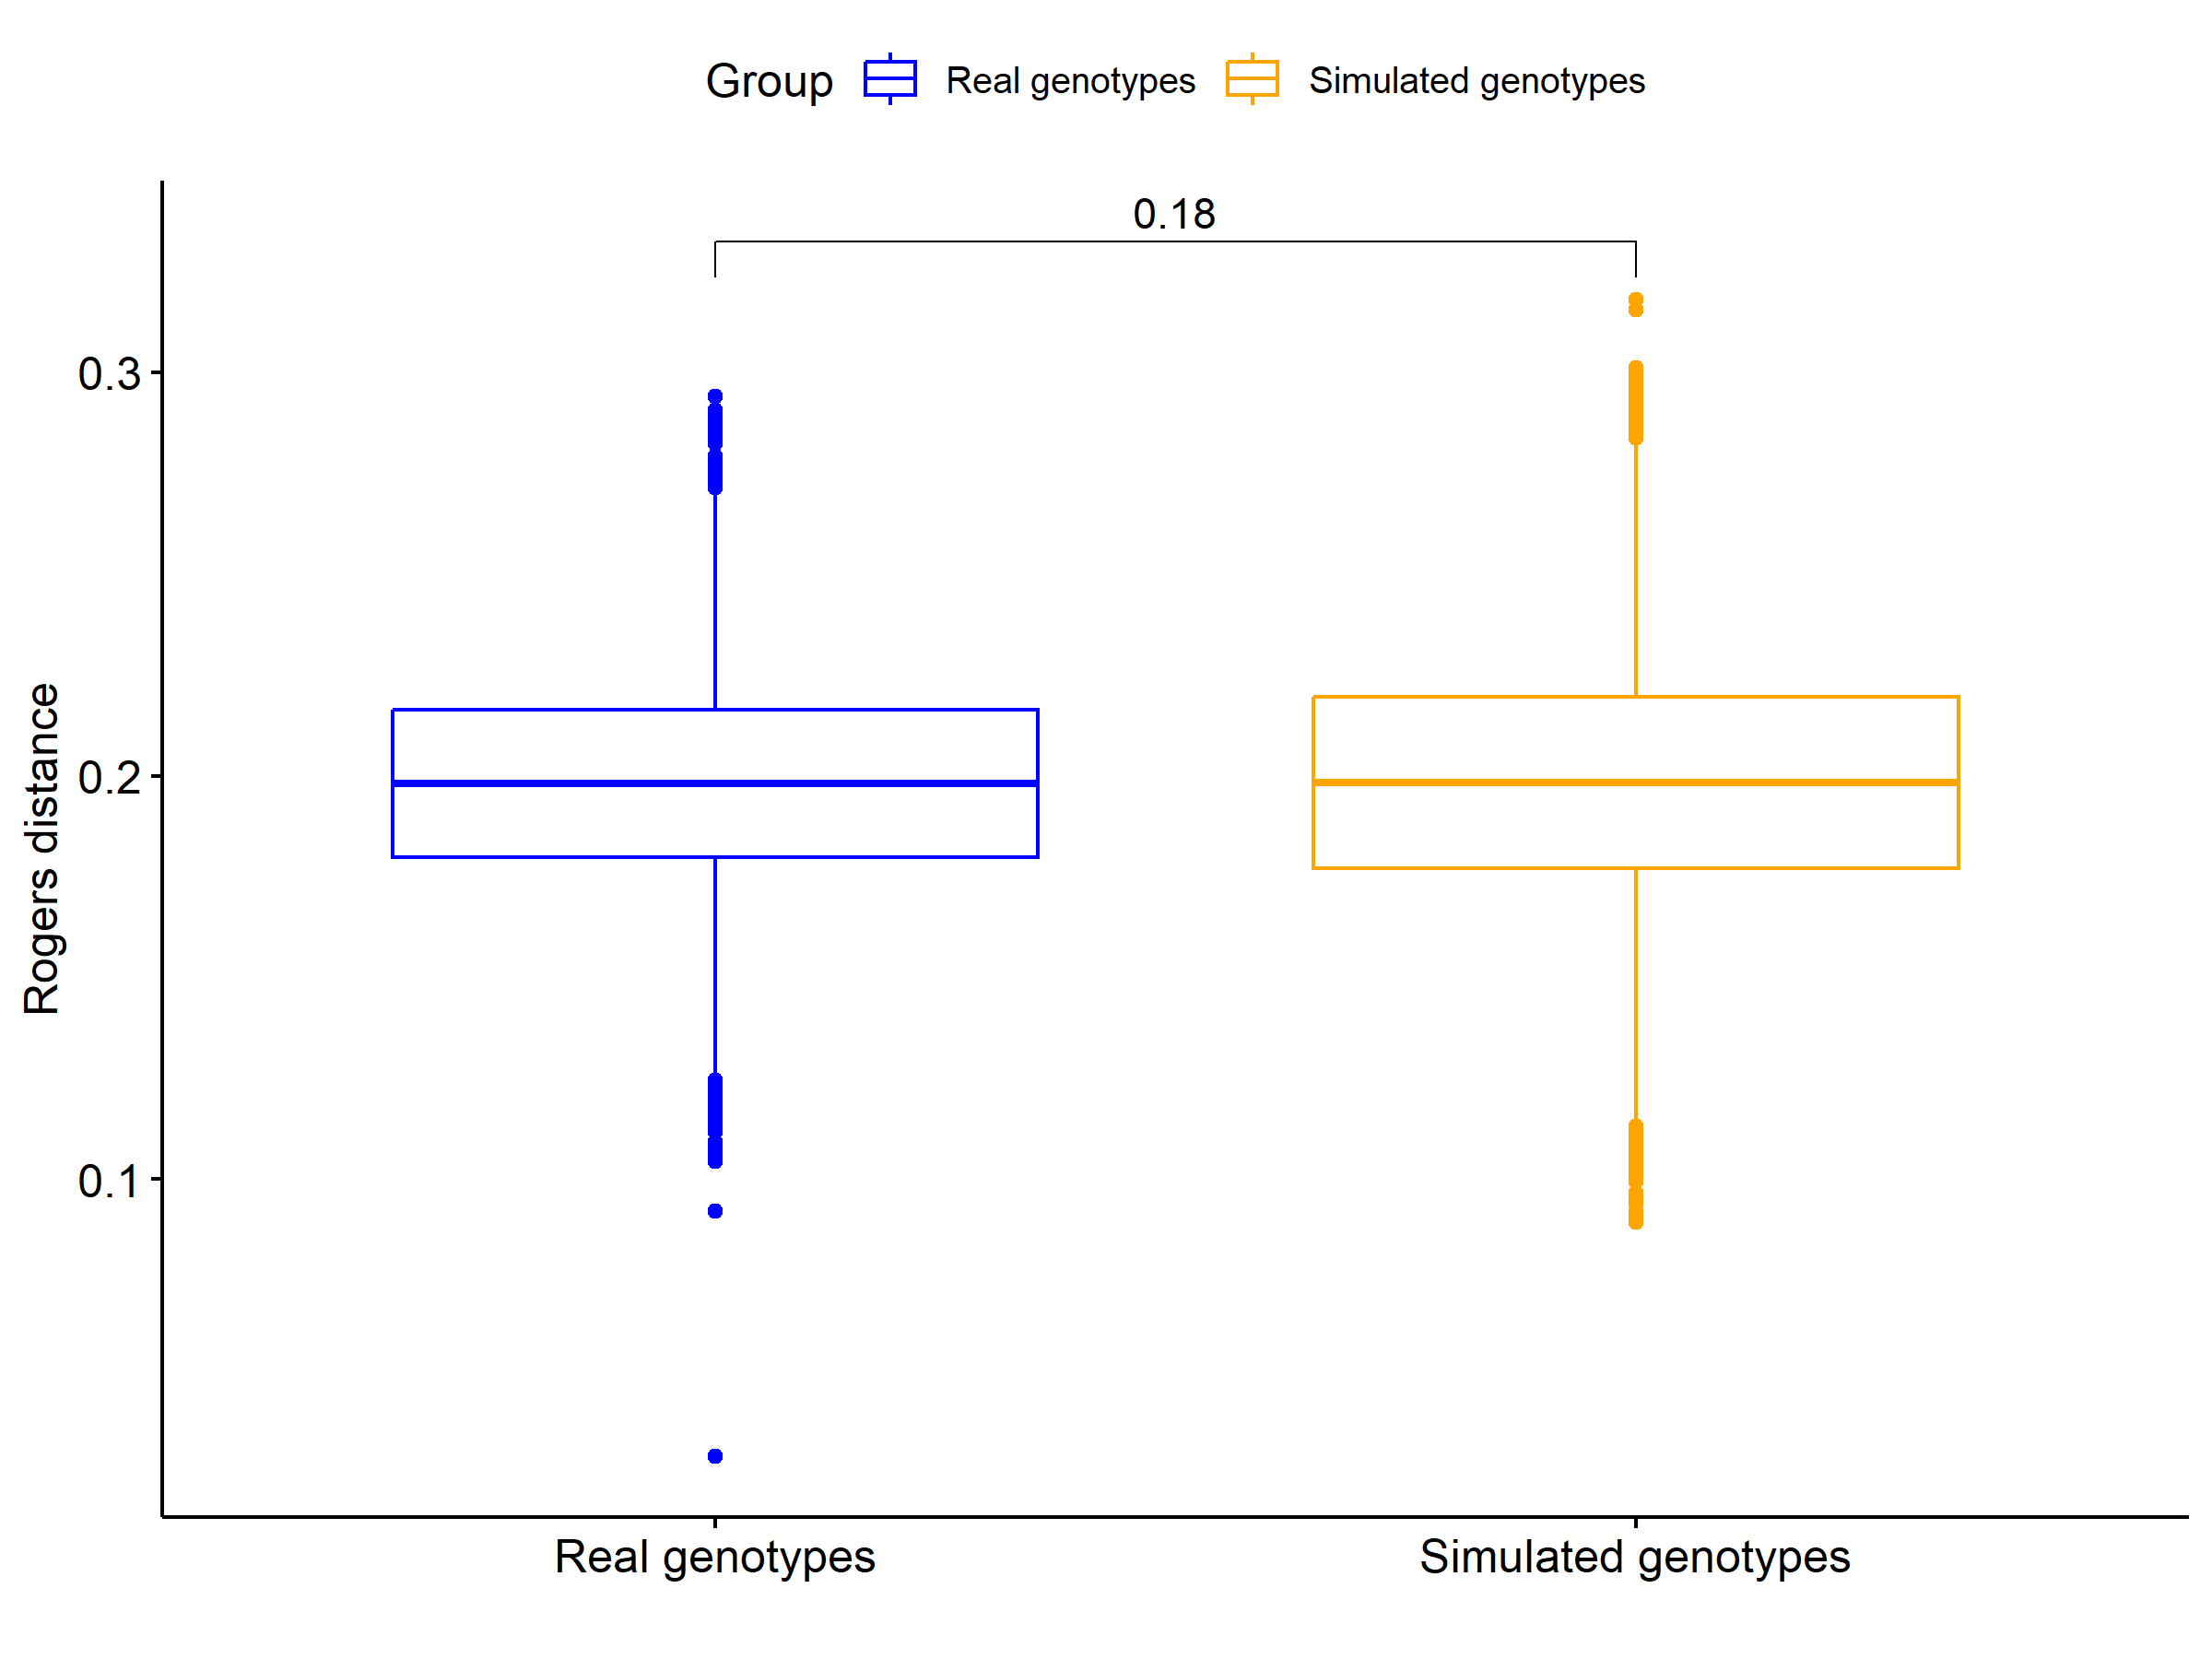 Group Real genotypes Simulated genotypes
0.18
0.3
0.2
0.1
Rogers distance
Real genotypes Simulated genotypes